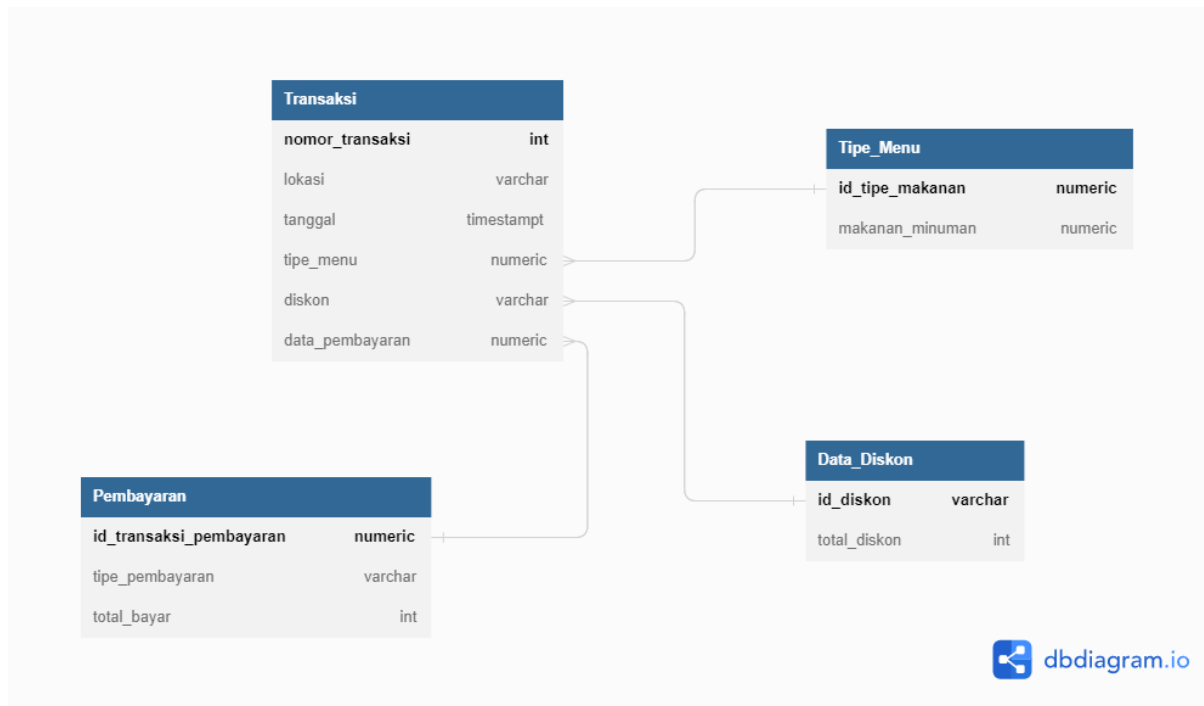 Transaksi
nomor_transaksi int
lokasi varchar
tanggal timestampt
tipe_menu numeric
diskon varchar
data_pembayaran numeric
Tipe_Menu
id_tipe_makanan numeric
makanan_minuman numeric
Data_Diskon
id_diskon varchar
total_diskon int
Pembayaran
id_transaksi_pembayaran numeric
tipe_pembayaran varchar
total_bayar int
dbdiagram.io